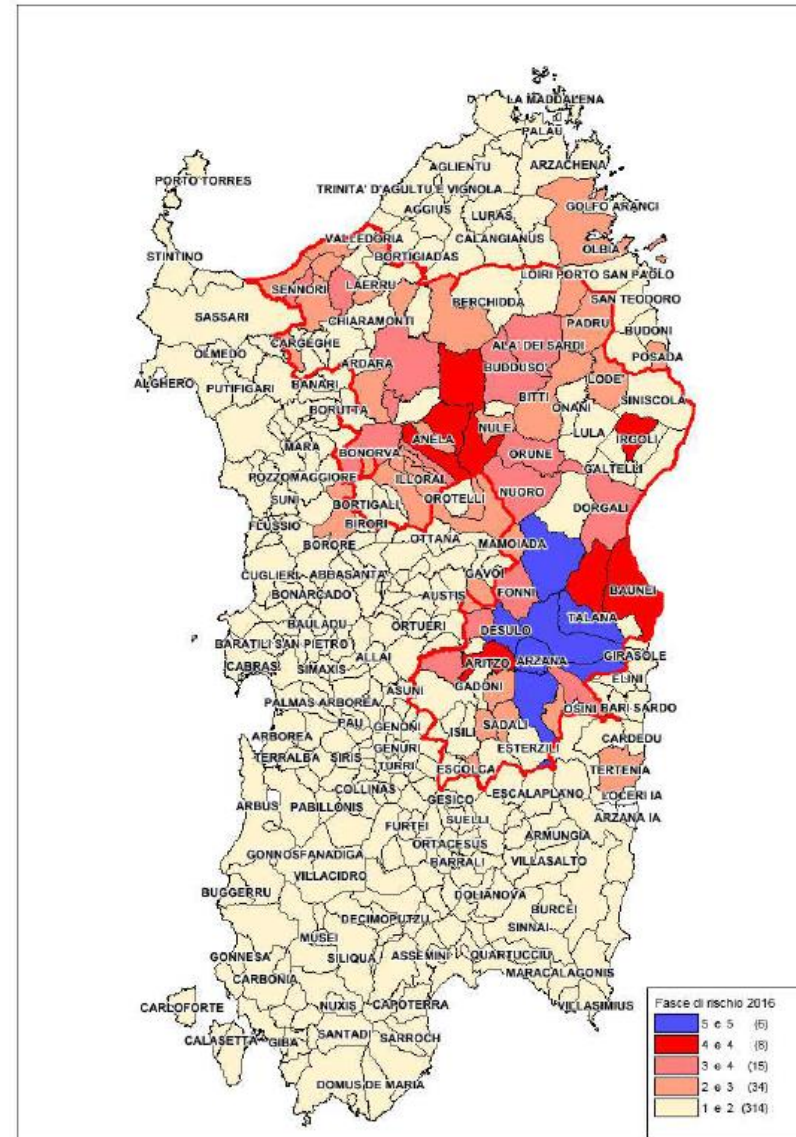 LA MADDALENA
PALAU
AGLIENTU
ARZACHENA
PORTO TORRES
TRINITA' D'AGULTU E VIGNOLA
AGGIUS
LURAS
GOLFO ARANCI
VALLEDORIA
CALANGIANUS
STINTINO
BORTIGIADAS
OLBIA
SENNORI
LAERRU
LOIRI PORTO SAN PAOLO
BERCHIDDA
SAN TEODORO
SASSARI
CHIARAMONTI
PADRU
BUDONI
CARGEGHE
OLMEDO
ALA' DEI SARDI
ARDARA
POSADA
BUDDUSO'
ALGHERO
PUTIFIGARI
BANARI
LODE'
BITTI
SINISCOLA
ONANI
BORUTTA
NULE
LULA
IRGOLI
ANELA
MARA
BONORVA
ORUNE
GALTELLI
POZZOMAGGIORE
ILLORAI
NUORO
SUNI
OROTELLI
BORTIGALI
DORGALI
FLUSSIO
BIRORI
OTTANA
BORORE
MAMOIADA
CUGLIERI
ABBASANTA
GAVOI
BAUNEI
BONARCADO
AUSTIS
FONNI
BAULADU
ORTUERI
TALANA
DESULO
BARATILI SAN PIETRO
ALLAI
CABRAS
SIMAXIS
ARITZO
ARZANA
GIRASOLE
ASUNI
GADONI
ELINI
PALMAS ARBOREA
OSINI
BARI SARDO
PAU
GENONI
ISILI
SADALI
ARBOREA
CARDEDU
GENURI
ESTERZILI
TERRALBA
SIRIS
TURRI
ESCOLCA
TERTENIA
COLLINAS
ESCALAPLANO
LOCERI IA
ARBUS
PABILLONIS
GESICO
SUELLI
ARZANA IA
FURTEI
ARMUNGIA
ORTACESUS
GONNOSFANADIGA
BARRALI
VILLASALTO
VILLACIDRO
BUGGERRU
DOLIANOVA
BURCEI
DECIMOPUTZU
SINNAI
MUSEI
GONNESA
SILIQUA
ASSEMINI
QUARTUCCIU
CARBONIA
MARACALAGONIS
CARLOFORTE
NUXIS
CAPOTERRA
VILLASIMIUS
CALASETTA
GIBA
SANTADI
SARROCH
DOMUS DE MARIA
Fasce di rischio 2016
5 e 5 (6)
4 e 4 (8)
3 e 4 (15)
2 e 3 (34)
1 e 2 (314)